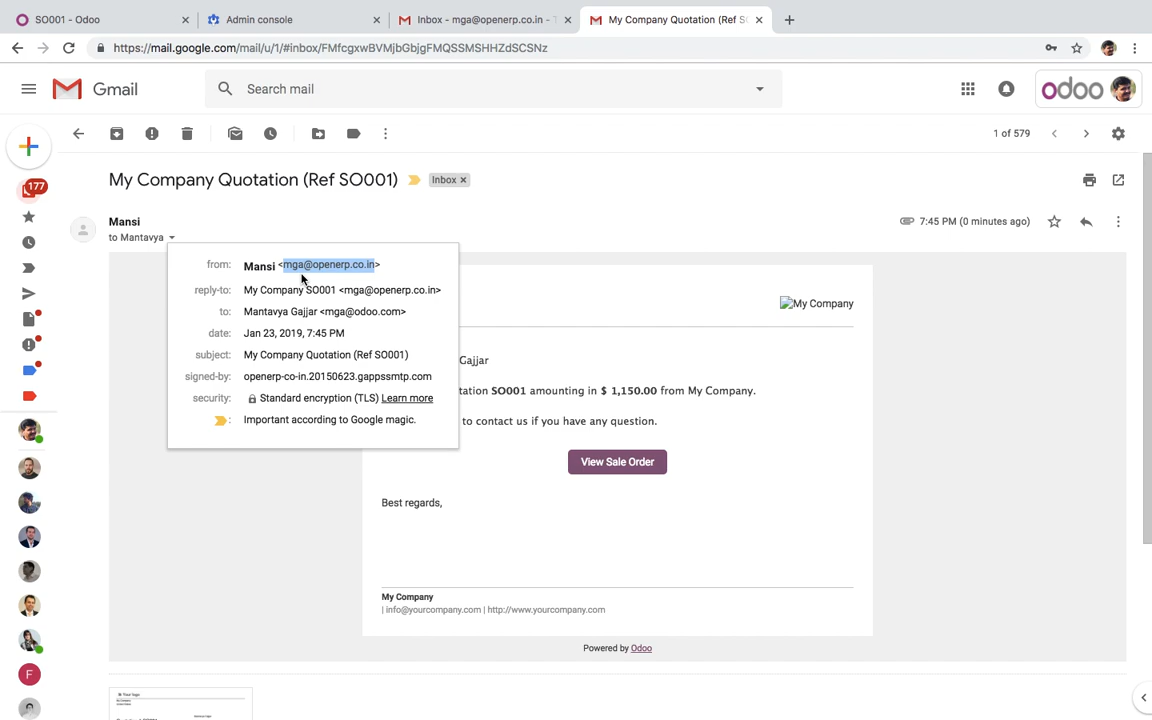 SO001 - Odoo
Admin console
Inbox - mga@openerp.co.in -
My Company Quotation (Ref S
https://mail.google.com/mail/u/1/#inbox/FMfcgxwBVMjbGbjgFMQSSMSHHZdSCSNz
Gmail
Search mail
odoo
1 of 579
177
My Company Quotation (Ref SO001)
Inbox
Mansi
7:45 PM (0 minutes ago)
to Mantavya
from: Mansi <mga@openerp.co.in>
reply-to: My Company SO001 <mga@openerp.co.in>
to: Mantavya Gajjar <mga@odoo.com>
date: Jan 23, 2019, 7:45 PM
subject: My Company Quotation (Ref SO001)
signed-by: openerp-co-in.20150623.gappssmtp.com
security: Standard encryption (TLS) Learn more
: Important according to Google magic.
My Company
Gajjar
tation SO001 amounting in $ 1,150.00 from My Company.
to contact us if you have any question.
View Sale Order
Best regards,
My Company
| info@yourcompany.com | http://www.yourcompany.com
Powered by Odoo
F